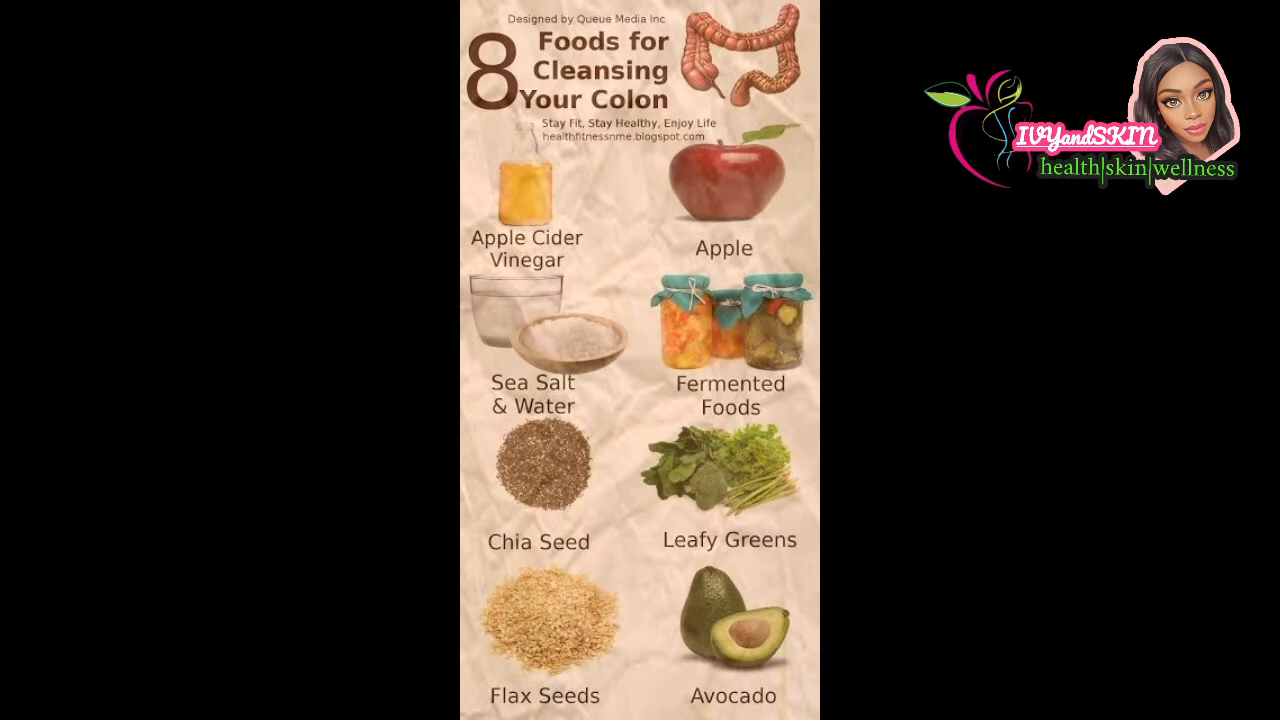 Designed by Queue Media Inc
8 Foods for
Cleansing
Your Colon
Stay Fit, Stay Healthy, Enjoy Life
healthfitnessnme.blogspot.com
Apple Cider
Vinegar
Apple
Sea Salt
& Water
Fermented
Foods
Chia Seed
Leafy Greens
Flax Seeds
Avocado
IVYandSKIN
health|skin|wellness